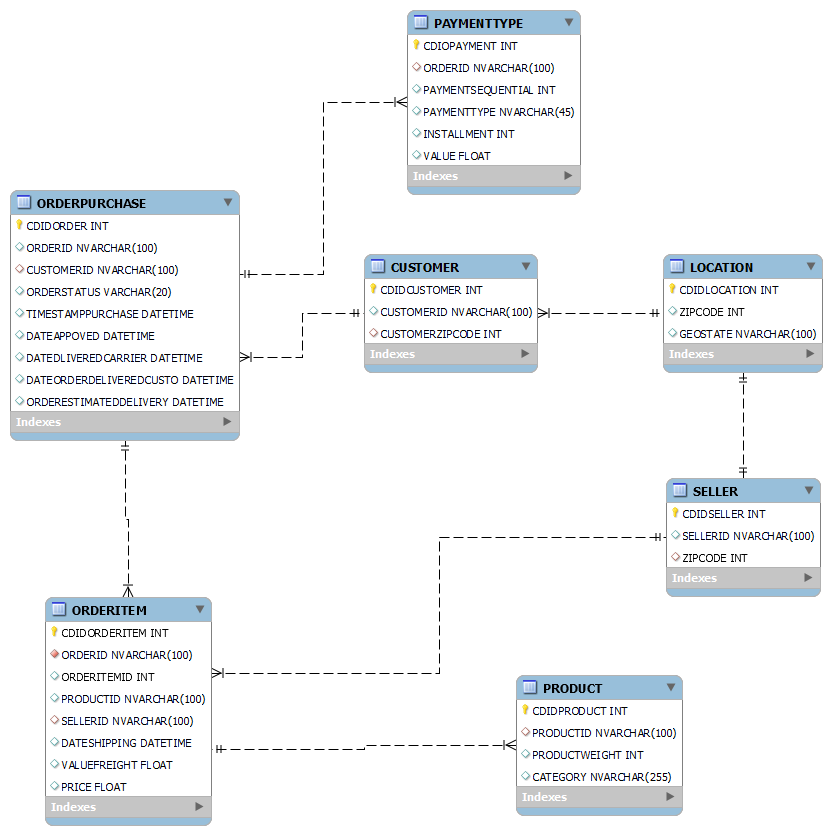 PAYMENTTYPE
CDIOPAYMENT INT
ORDERID NVARCHAR(100)
PAYMENTSEQUENTIAL INT
PAYMENTTYPE NVARCHAR(45)
INSTALLMENT INT
VALUE FLOAT
Indexes
ORDERPURCHASE
CDIDORDER INT
ORDERID NVARCHAR(100)
CUSTOMERID NVARCHAR(100)
ORDERSTATUS VARCHAR(20)
TIMESTAMPPURCHASE DATETIME
DATEAPPOVED DATETIME
DATEDLIVEREDCARRIER DATETIME
DATEORDERDELIVEREDCUSTO DATETIME
ORDERESTIMATEDDELIVERY DATETIME
Indexes
CUSTOMER
CDIDCUSTOMER INT
CUSTOMERID NVARCHAR(100)
CUSTOMERZIPCODE INT
Indexes
LOCATION
CDIDLOCATION INT
ZIPCODE INT
GEOSTATE NVARCHAR(100)
Indexes
SELLER
CDIDSELLER INT
SELLERID NVARCHAR(100)
ZIPCODE INT
Indexes
ORDERITEM
CDIDORDERITEM INT
ORDERID NVARCHAR(100)
ORDERITEMID INT
PRODUCTID NVARCHAR(100)
SELLERID NVARCHAR(100)
DATESHIPPING DATETIME
VALUEFREIGHT FLOAT
PRICE FLOAT
Indexes
PRODUCT
CDIDPRODUCT INT
PRODUCTID NVARCHAR(100)
PRODUCTWEIGHT INT
CATEGORY NVARCHAR(255)
Indexes